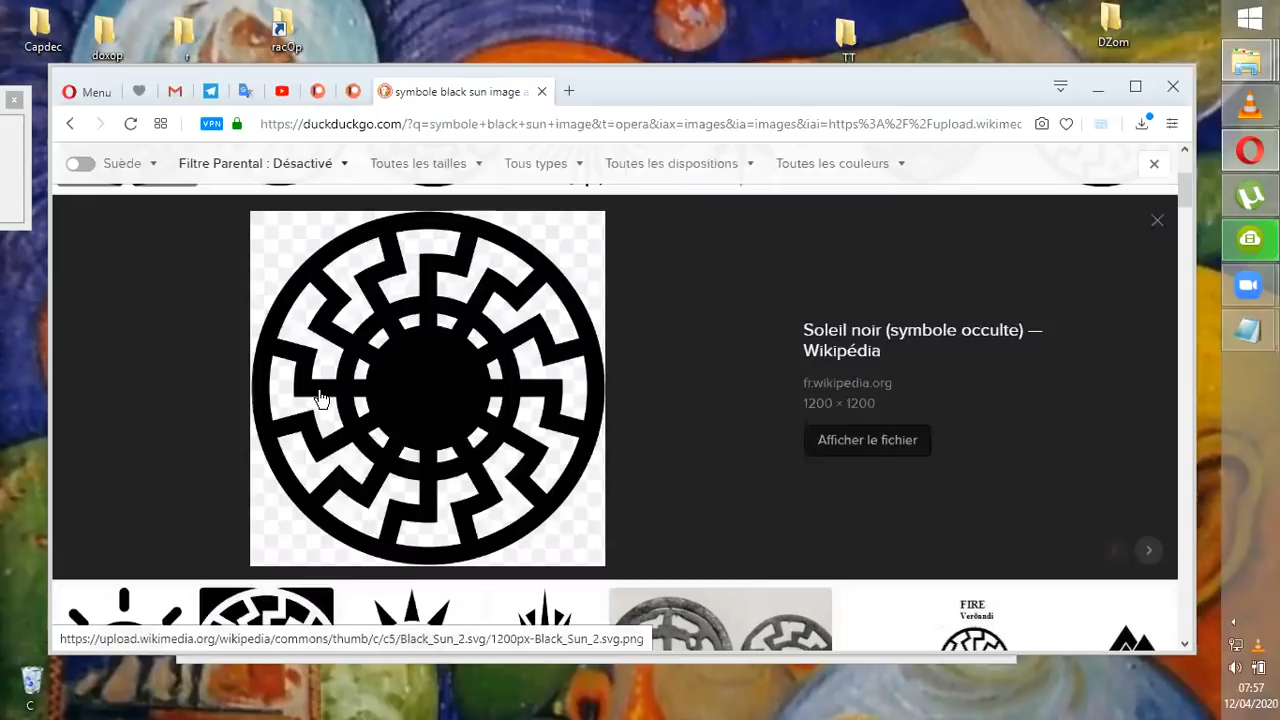 Capdec
doxop
r
racOp
TT
DZom
Menu
symbole black sun image
VPN
https://duckduckgo.com/?q=symbole+black+sun+image&t=opera&iax=images&ia=images&iai=https%3A%2F%2Fupload.wikimec
Suède
Filtre Parental : Désactivé
Toutes les tailles
Tous types
Toutes les dispositions
Toutes les couleurs
Soleil noir (symbole occulte) —
Wikipédia
fr.wikipedia.org
1200 × 1200
Afficher le fichier
FIRE
Verðandi
https://upload.wikimedia.org/wikipedia/commons/thumb/c/c5/Black_Sun_2.svg/1200px-Black_Sun_2.svg.png
C
07:57
12/04/2020